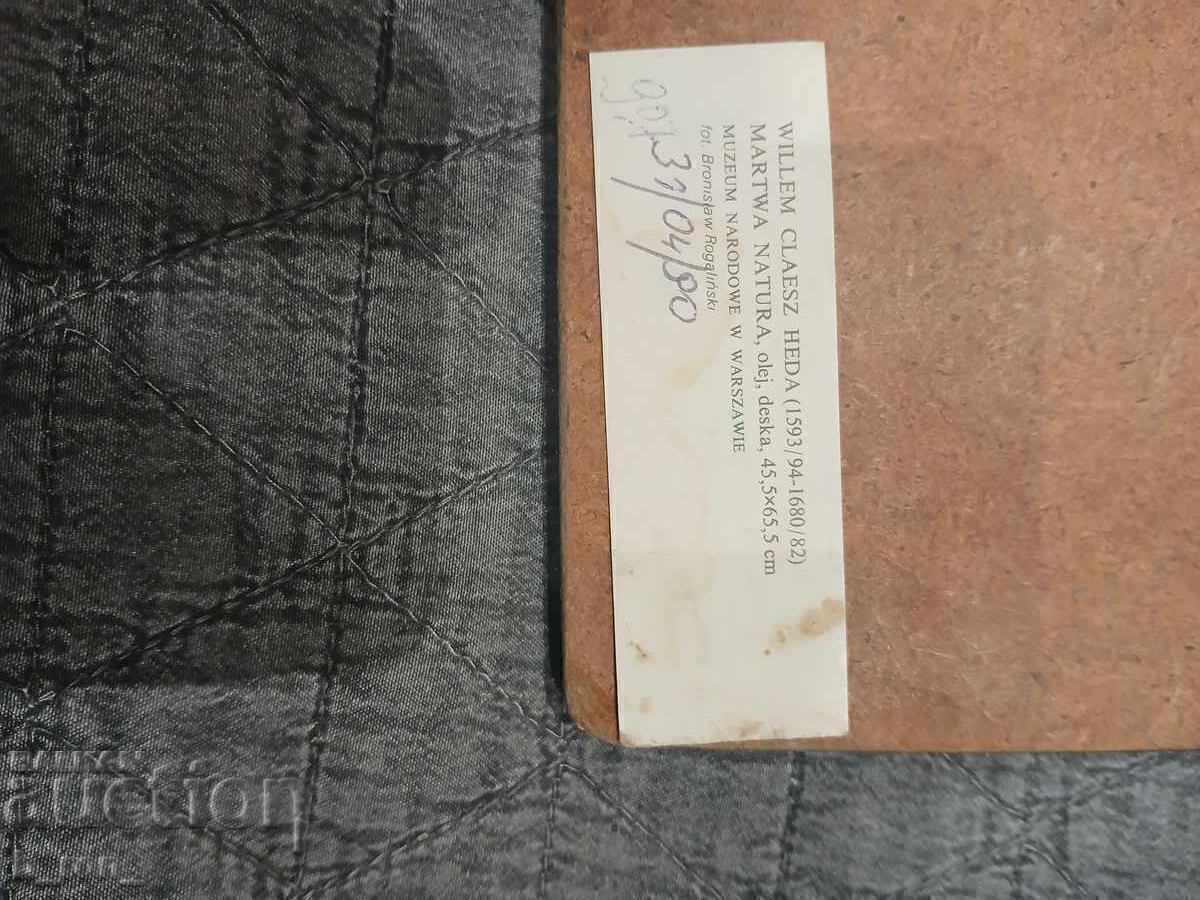 WILLEM CLAESZ HEDA (1593/94-1680/82)
MARTWA NATURA, olej, deska, 45,5×65,5 cm
MUZEUM NARODOWE W WARSZAWIE
fot. Bronisław Rogaliński
31/04/90
auction